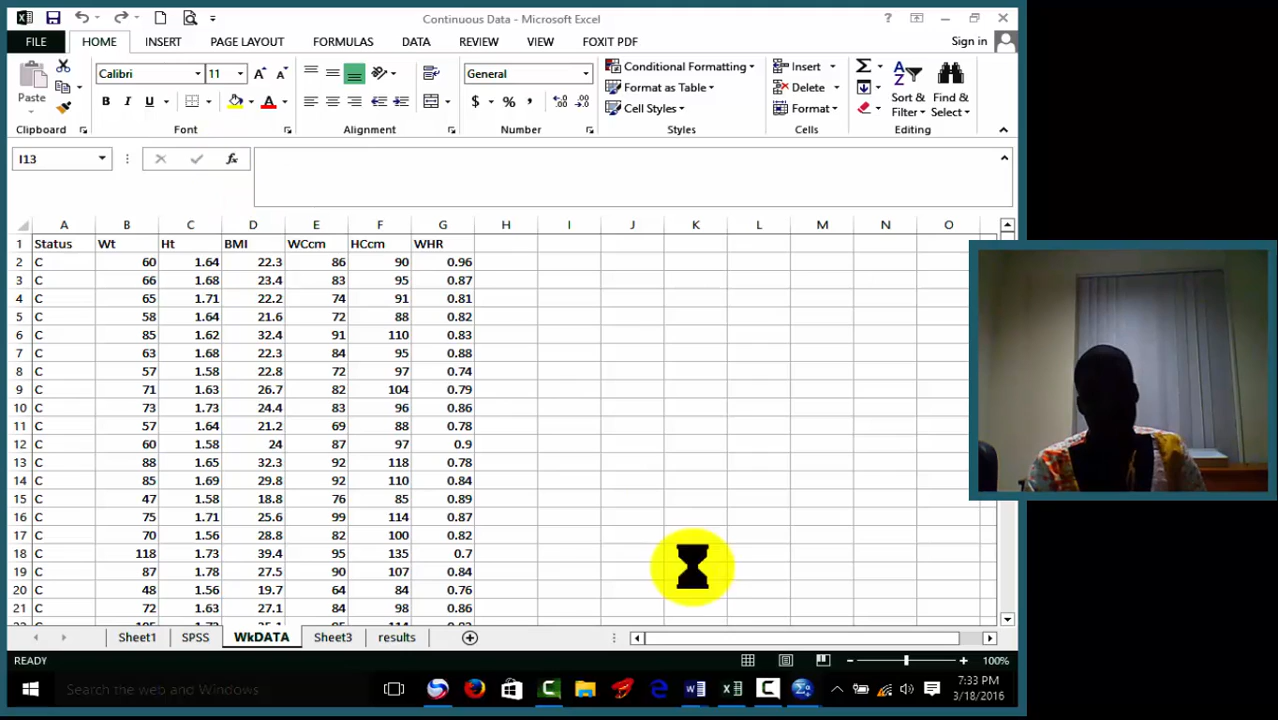 Continuous Data - Microsoft Excel
?
FILE HOME INSERT PAGE LAYOUT FORMULAS DATA REVIEW VIEW FOXIT PDF Sign in
Paste
Calibri 11
B I U A
General
$ % ,
Conditional Formatting
Format as Table
Cell Styles
Insert
Delete
Format
Sort & Filter
Find & Select
Clipboard Font Alignment Number Styles Cells Editing
I13 fx
A B C D E F G H I J K L M N O
1 Status Wt Ht BMI WCcm HCcm WHR
2 C 60 1.64 22.3 86 90 0.96
3 C 66 1.68 23.4 83 95 0.87
4 C 65 1.71 22.2 74 91 0.81
5 C 58 1.64 21.6 72 88 0.82
6 C 85 1.62 32.4 91 110 0.83
7 C 63 1.68 22.3 84 95 0.88
8 C 57 1.58 22.8 72 97 0.74
9 C 71 1.63 26.7 82 104 0.79
10 C 73 1.73 24.4 83 96 0.86
11 C 57 1.64 21.2 69 88 0.78
12 C 60 1.58 24 87 97 0.9
13 C 88 1.65 32.3 92 118 0.78
14 C 85 1.69 29.8 92 110 0.84
15 C 47 1.58 18.8 76 85 0.89
16 C 75 1.71 25.6 99 114 0.87
17 C 70 1.56 28.8 82 100 0.82
18 C 118 1.73 39.4 95 135 0.7
19 C 87 1.78 27.5 90 107 0.84
20 C 48 1.56 19.7 64 84 0.76
21 C 72 1.63 27.1 84 98 0.86
Sheet1 SPSS WkDATA Sheet3 results
READY 100%
Search the web and Windows
7:33 PM
3/18/2016